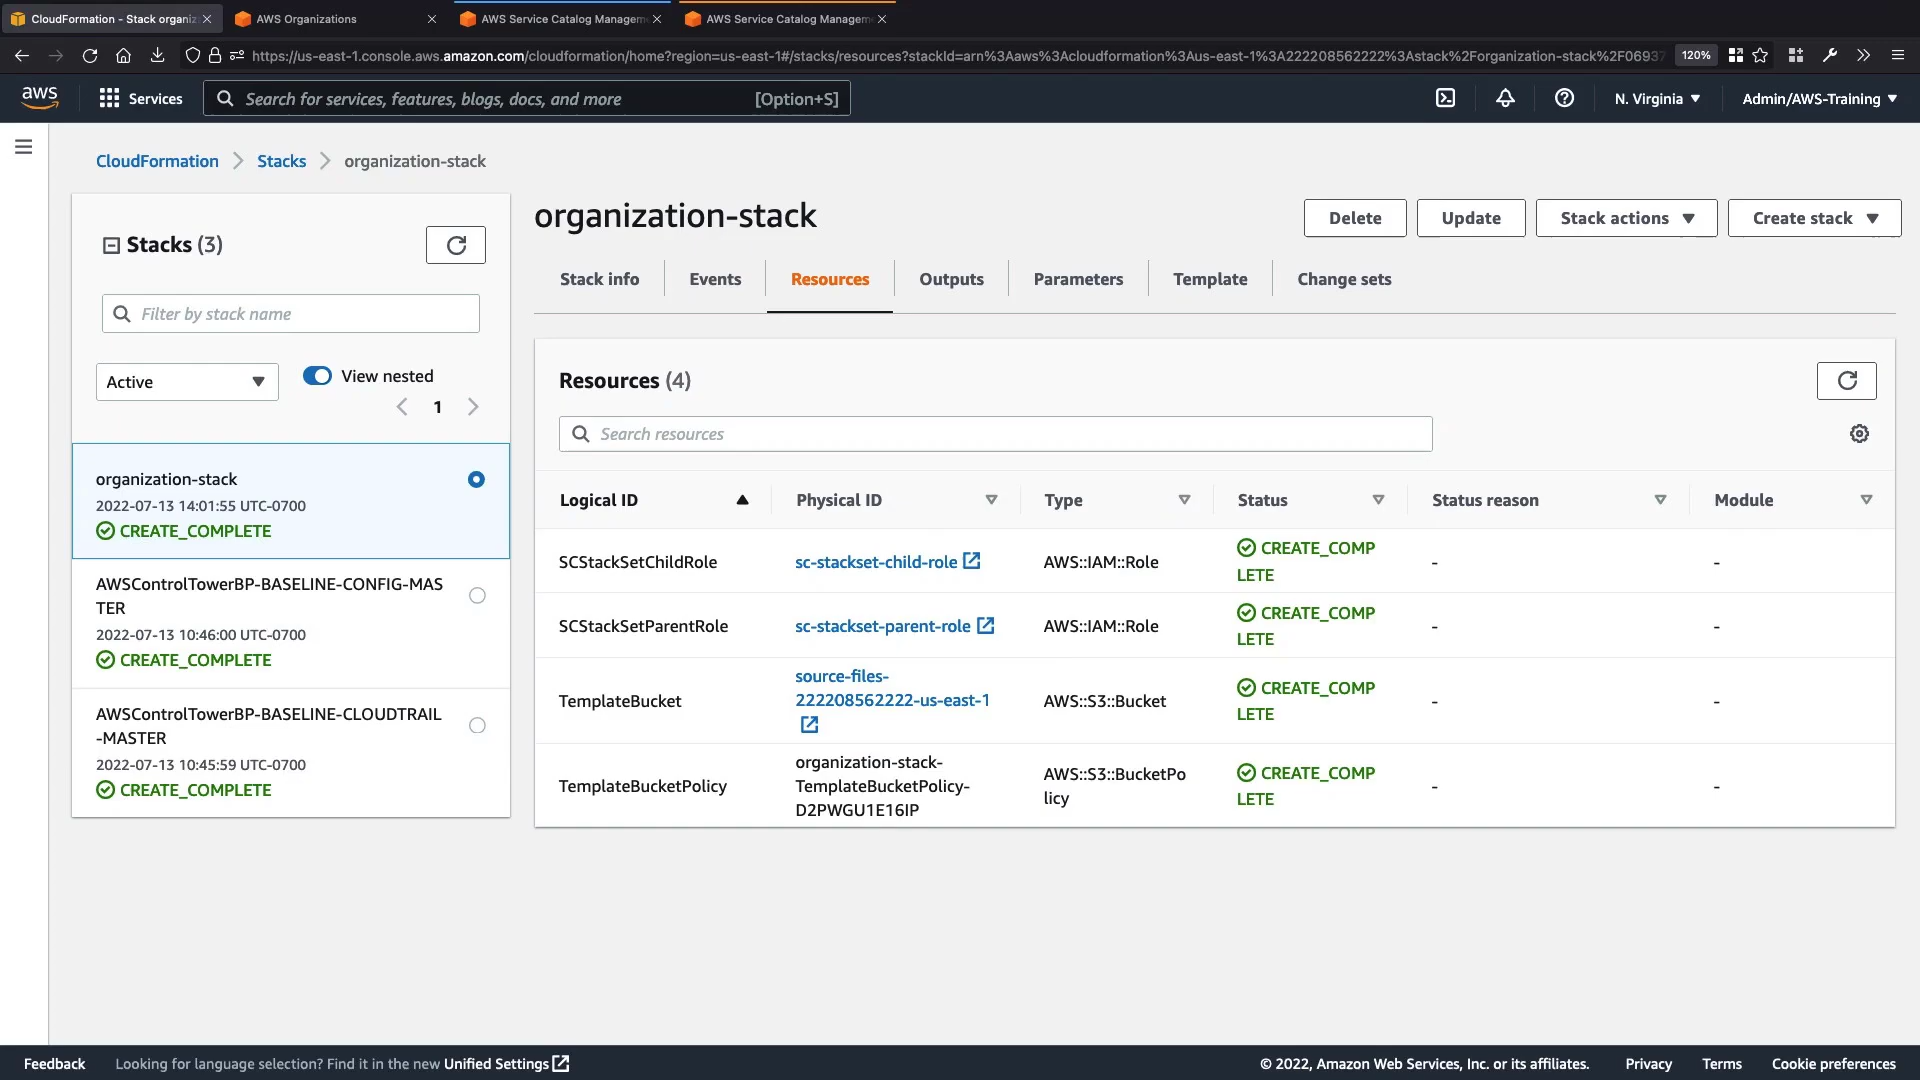 CloudFormation - Stack organiz
AWS Organizations
AWS Service Catalog Managem
AWS Service Catalog Managem
https://us-east-1.console.aws.amazon.com/cloudformation/home?region=us-east-1#/stacks/resources?stackId=arn%3Aaws%3Acloudformation%3Aus-east-1%3A222208562222%3Astack%2Forganization-stack%2F06937
120%
aws
Services
Search for services, features, blogs, docs, and more
[Option+S]
N. Virginia
Admin/AWS-Training
CloudFormation
Stacks
organization-stack
Stacks (3)
Filter by stack name
Active
View nested
1
organization-stack
2022-07-13 14:01:55 UTC-0700
CREATE_COMPLETE
AWSControlTowerBP-BASELINE-CONFIG-MAS
TER
2022-07-13 10:46:00 UTC-0700
CREATE_COMPLETE
AWSControlTowerBP-BASELINE-CLOUDTRAIL
-MASTER
2022-07-13 10:45:59 UTC-0700
CREATE_COMPLETE
organization-stack
Delete
Update
Stack actions
Create stack
Stack info
Events
Resources
Outputs
Parameters
Template
Change sets
Resources (4)
Search resources
Logical ID
Physical ID
Type
Status
Status reason
Module
SCStackSetChildRole
sc-stackset-child-role
AWS::IAM::Role
CREATE_COMP
LETE
-
-
SCStackSetParentRole
sc-stackset-parent-role
AWS::IAM::Role
CREATE_COMP
LETE
-
-
TemplateBucket
source-files-
222208562222-us-east-1
AWS::S3::Bucket
CREATE_COMP
LETE
-
-
TemplateBucketPolicy
organization-stack-
TemplateBucketPolicy-
D2PWGU1E16IP
AWS::S3::BucketPo
licy
CREATE_COMP
LETE
-
-
Feedback
Looking for language selection? Find it in the new Unified Settings
© 2022, Amazon Web Services, Inc. or its affiliates.
Privacy
Terms
Cookie preferences